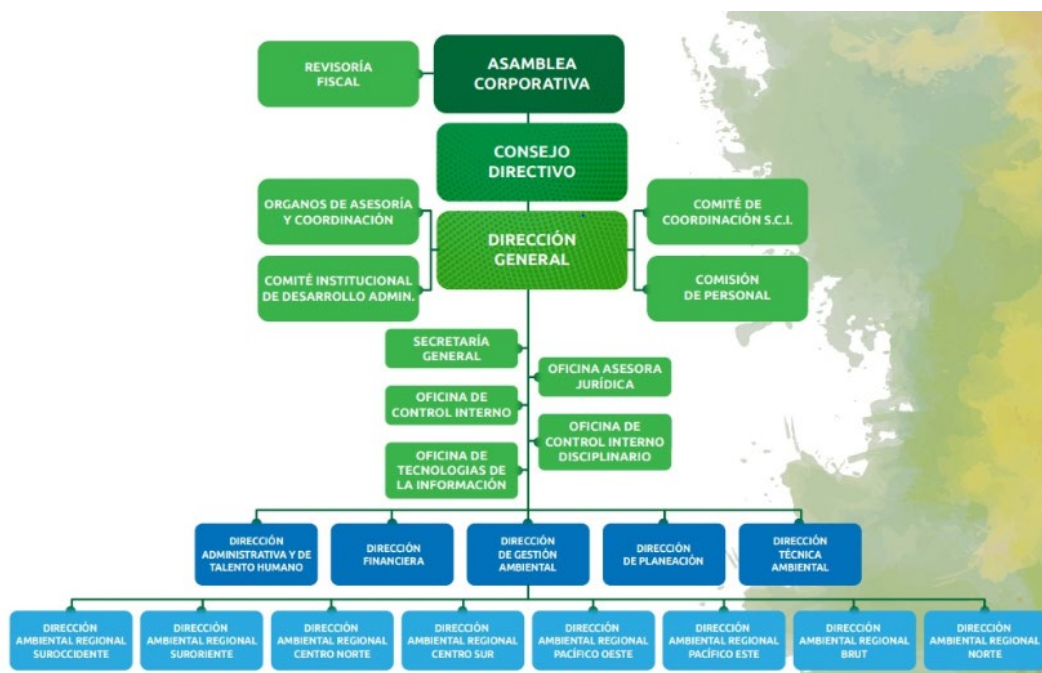 REVISORÍA
FISCAL
ASAMBLEA
CORPORATIVA
CONSEJO
DIRECTIVO
ORGANOS DE ASESORÍA
Y COORDINACIÓN
COMITÉ DE
COORDINACIÓN S.C.I.
DIRECCIÓN
GENERAL
COMITÉ INSTITUCIONAL
DE DESARROLLO ADMIN.
COMISIÓN
DE PERSONAL
SECRETARÍA
GENERAL
OFICINA ASESORA
JURÍDICA
OFICINA DE
CONTROL INTERNO
OFICINA DE
CONTROL INTERNO
DISCIPLINARIO
OFICINA DE
TECNOLOGIAS DE
LA INFORMACIÓN
DIRECCIÓN
ADMINISTRATIVA Y DE
TALENTO HUMANO
DIRECCIÓN
FINANCIERA
DIRECCIÓN
DE GESTIÓN
AMBIENTAL
DIRECCIÓN
DE PLANEACIÓN
DIRECCIÓN
TÉCNICA
AMBIENTAL
DIRECCIÓN
AMBIENTAL REGIONAL
SUROCCIDENTE
DIRECCIÓN
AMBIENTAL REGIONAL
SURORIENTE
DIRECCIÓN
AMBIENTAL REGIONAL
CENTRO NORTE
DIRECCIÓN
AMBIENTAL REGIONAL
CENTRO SUR
DIRECCIÓN
AMBIENTAL REGIONAL
PACÍFICO OESTE
DIRECCIÓN
AMBIENTAL REGIONAL
PACÍFICO ESTE
DIRECCIÓN
AMBIENTAL REGIONAL
BRUT
DIRECCIÓN
AMBIENTAL REGIONAL
NORTE